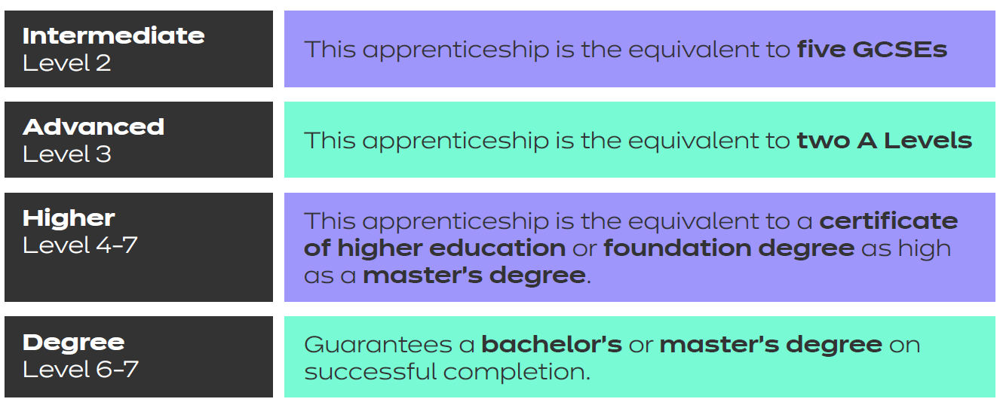 Intermediate
Level 2
This apprenticeship is the equivalent to five GCSEs
Advanced
Level 3
This apprenticeship is the equivalent to two A Levels
Higher
Level 4-7
This apprenticeship is the equivalent to a certificate
of higher education or foundation degree as high
as a master's degree.
Degree
Level 6-7
Guarantees a bachelor's or master's degree on
successful completion.